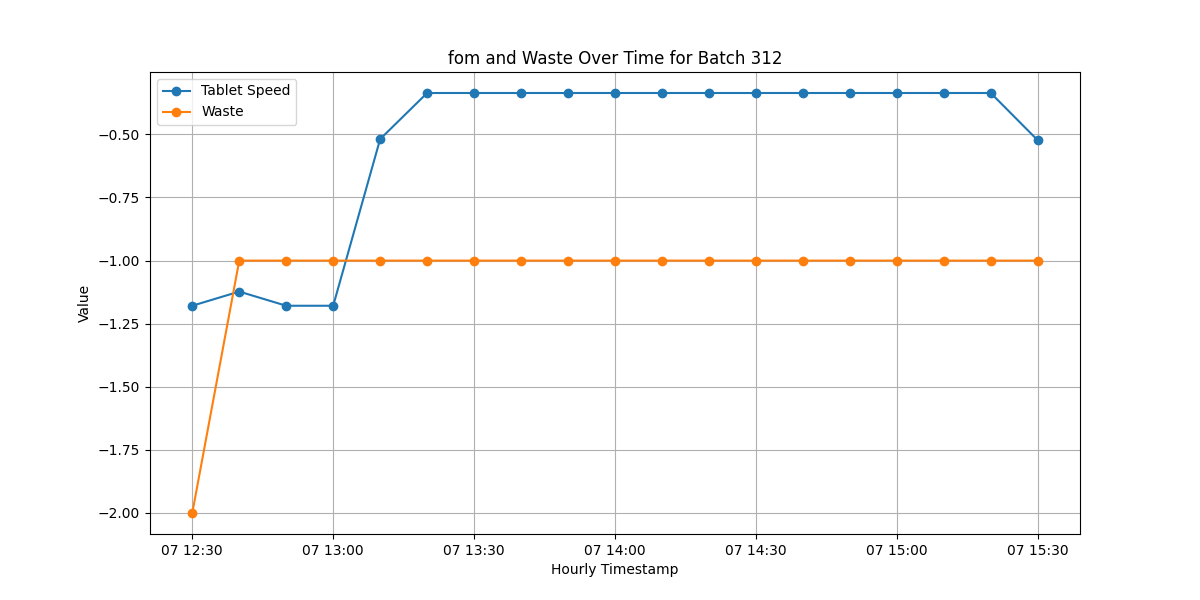 fom and Waste Over Time for Batch 312
Tablet Speed
Waste
−0.50
−0.75
−1.00
−1.25
−1.50
−1.75
−2.00
Value
07 12:30 07 13:00 07 13:30 07 14:00 07 14:30 07 15:00 07 15:30
Hourly Timestamp